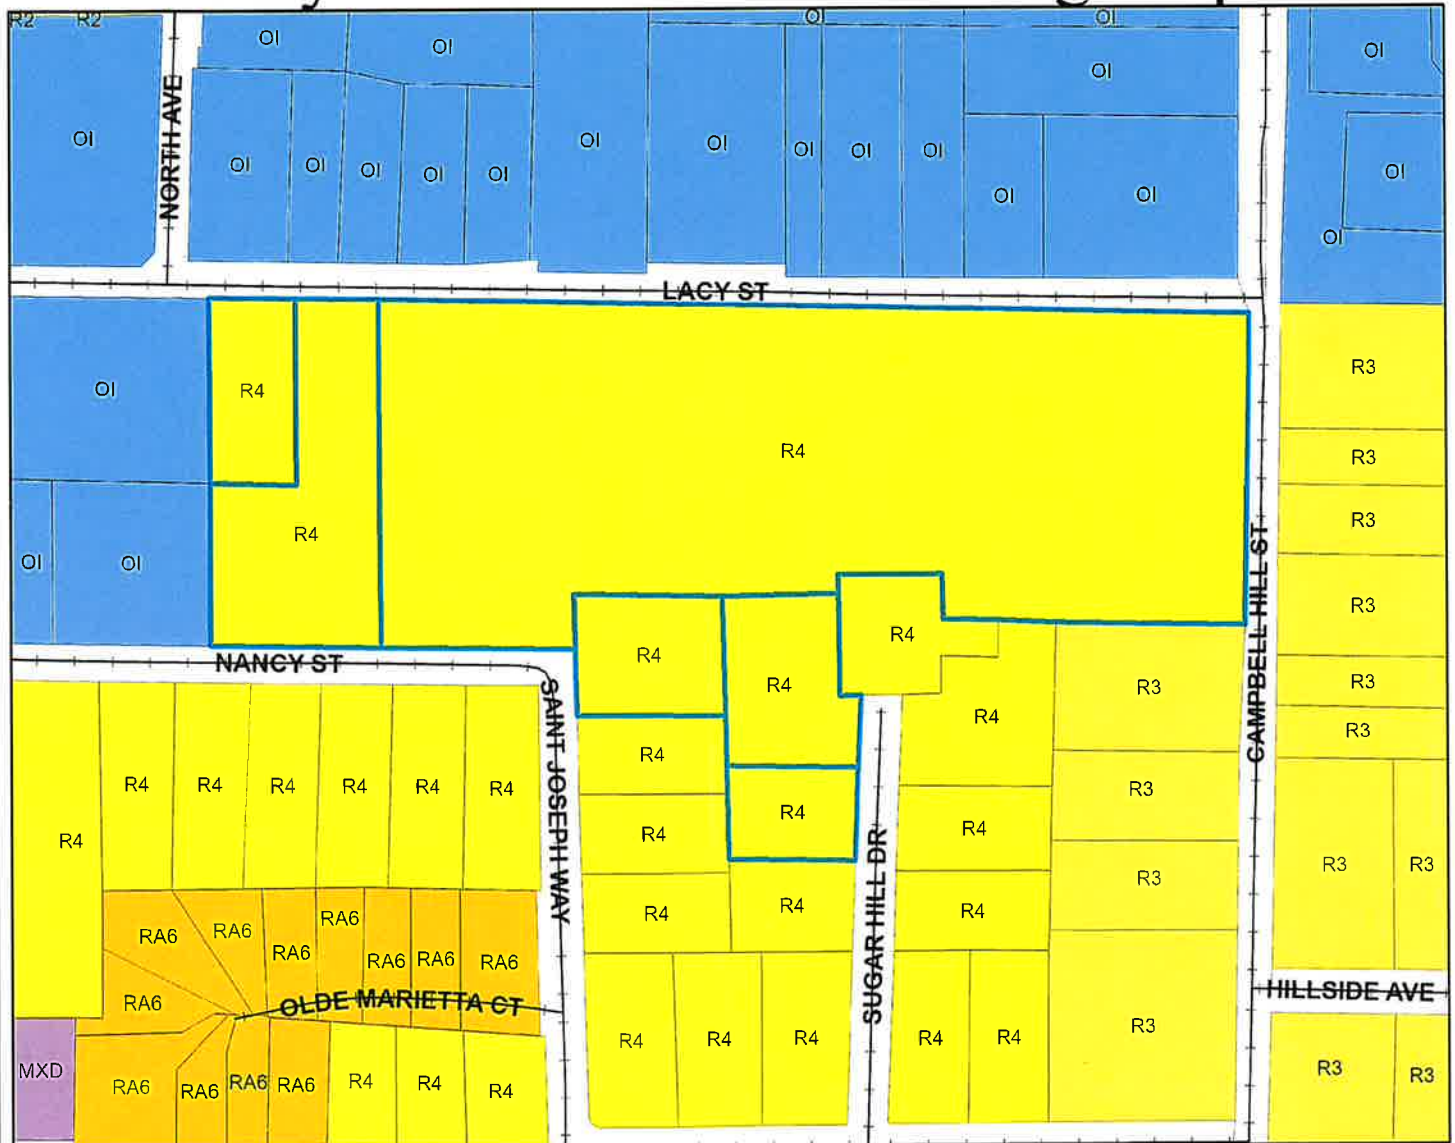 R2 R2
OI OI OI OI
OI OI OI
NORTH AVE
OI OI OI OI OI OI OI OI OI OI OI OI OI OI
OI
LACY ST
OI R4 R4 R3
R3
R3
OI OI R4
R3
R4 R4 R4
NANCY ST
R4 R3 R3
SAINT JOSEPH WAY
CAMPBELL HILL ST
R4 R3
R4 R4 R4 R4 R4 R4 R4 R3
R4 R4 R4 R4
R3 R3 R3
R4 R4 R4
RA6 RA6 RA6 RA6 RA6 RA6 RA6
SUGAR HILL DR
RA6
OLDE MARIETTA CT
HILLSIDE AVE
R4 R4 R4 R4 R4 R3
MXD RA6 RA6 RA6 RA6 R4 R4 R4 R3 R3